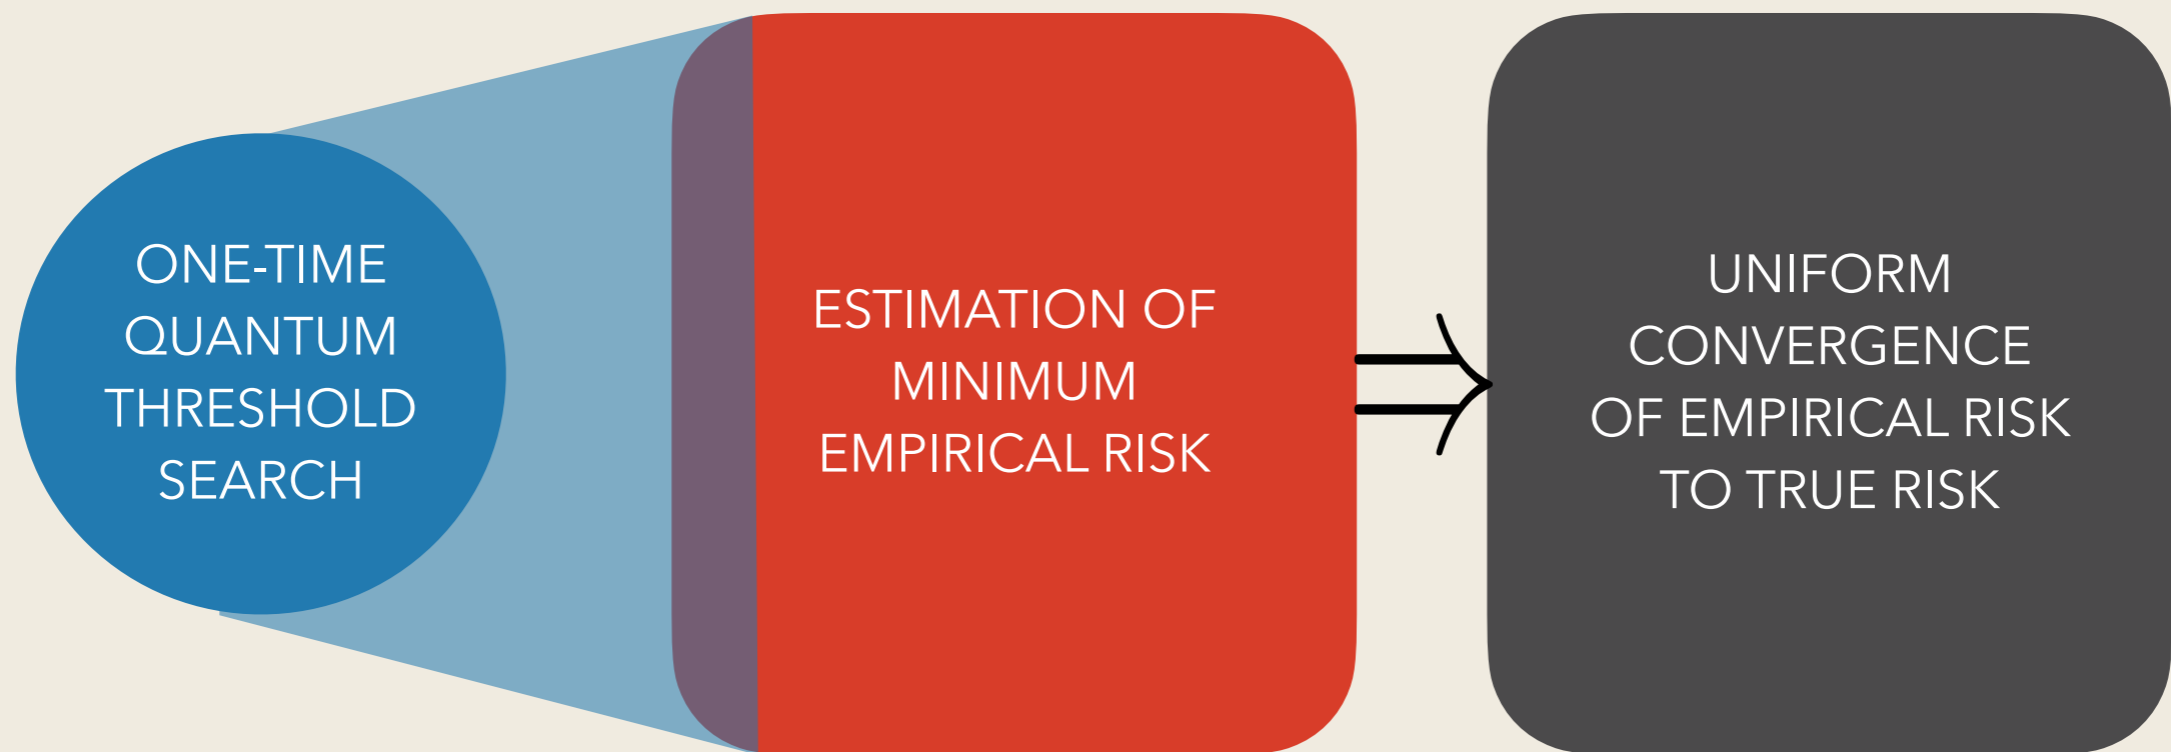 ONE-TIME
QUANTUM
THRESHOLD
SEARCH
ESTIMATION OF
MINIMUM
EMPIRICAL RISK
UNIFORM
CONVERGENCE
OF EMPIRICAL RISK
TO TRUE RISK